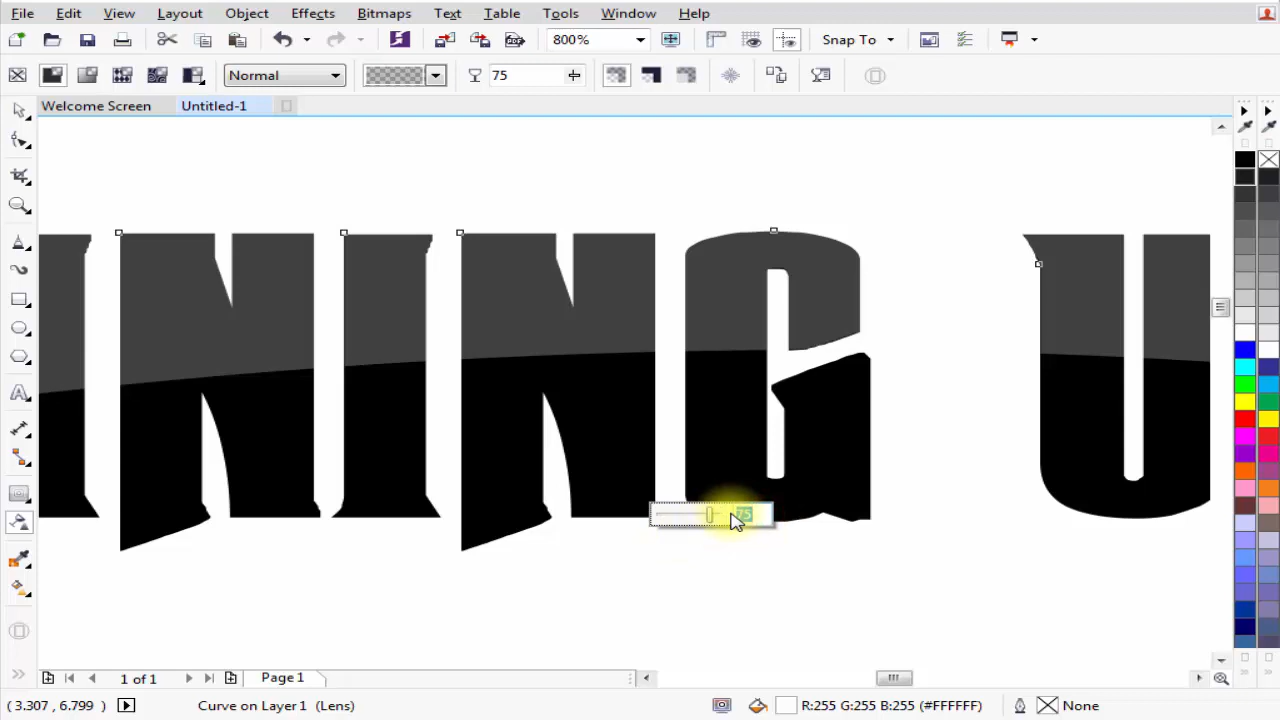 File Edit View Layout Object Effects Bitmaps Text Table Tools Window Help
800% Snap To
Normal 75
Welcome Screen Untitled-1
INING U
75
1 of 1 Page 1
( 3.307 , 6.799 ) Curve on Layer 1 (Lens) R:255 G:255 B:255 (#FFFFFF) None